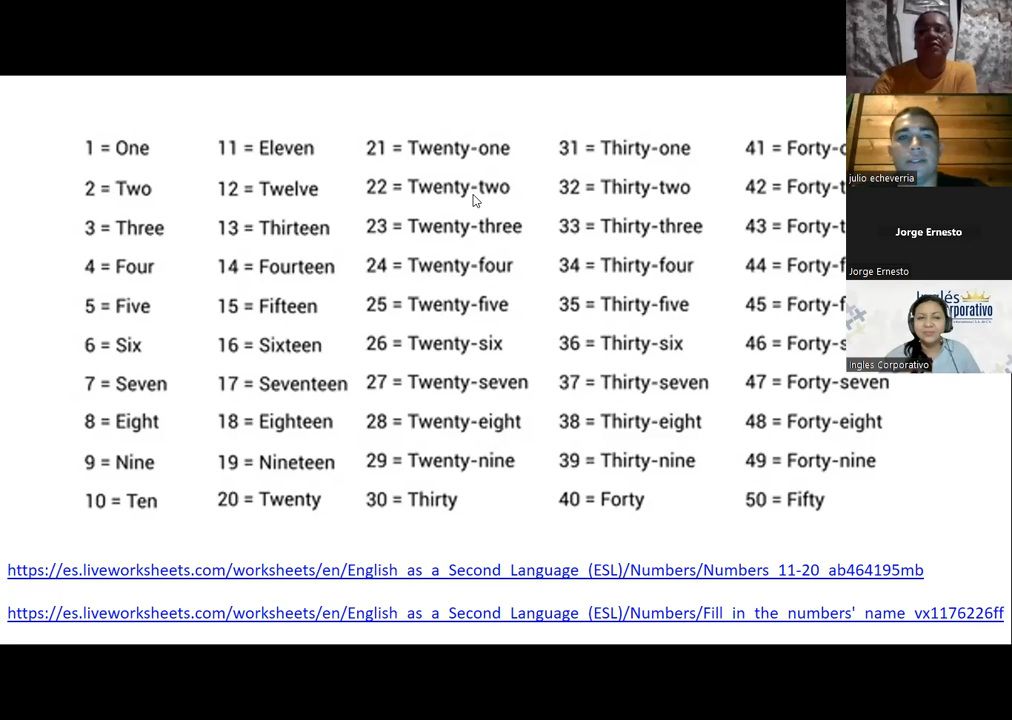 1 = One 11 = Eleven 21 = Twenty-one 31 = Thirty-one 41 =
2 = Two 12 = Twelve 22 = Twenty-two 32 = Thirty-two 42 =
3 = Three 13 = Thirteen 23 = Twenty-three 33 = Thirty-three 43 =
4 = Four 14 = Fourteen 24 = Twenty-four 34 = Thirty-four 44 =
5 = Five 15 = Fifteen 25 = Twenty-five 35 = Thirty-five 45 =
6 = Six 16 = Sixteen 26 = Twenty-six 36 = Thirty-six 46 =
7 = Seven 17 = Seventeen 27 = Twenty-seven 37 = Thirty-seven 47 = Forty-seven
8 = Eight 18 = Eighteen 28 = Twenty-eight 38 = Thirty-eight 48 = Forty-eight
9 = Nine 19 = Nineteen 29 = Twenty-nine 39 = Thirty-nine 49 = Forty-nine
10 = Ten 20 = Twenty 30 = Thirty 40 = Forty 50 = Fifty
https://es.liveworksheets.com/worksheets/en/English_as_a_Second_Language_(ESL)/Numbers/Numbers_11-20_ab464195mb
https://es.liveworksheets.com/worksheets/en/English_as_a_Second_Language_(ESL)/Numbers/Fill_in_the_numbers'_name_vx1176226ff
julio echeverria
Jorge Ernesto
Jorge Ernesto
Ingles Corporativo